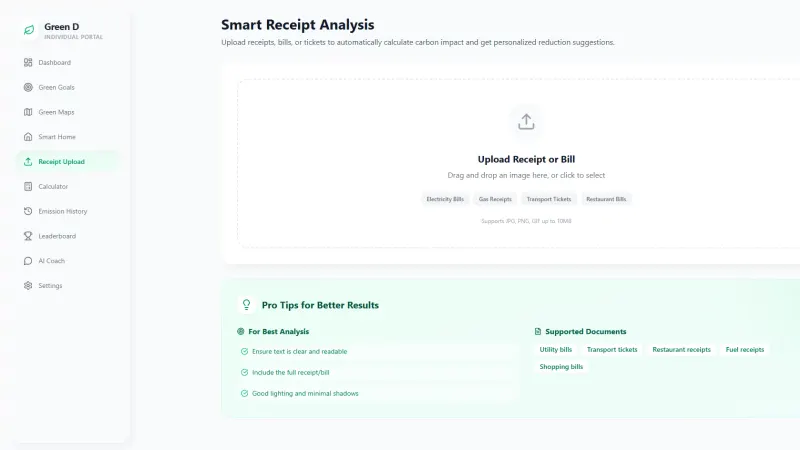 Green D
INDIVIDUAL PORTAL
Dashboard
Green Goals
Green Maps
Smart Home
Receipt Upload
Calculator
Emission History
Leaderboard
AI Coach
Settings
Smart Receipt Analysis
Upload receipts, bills, or tickets to automatically calculate carbon impact and get personalized reduction suggestions.
Upload Receipt or Bill
Drag and drop an image here, or click to select
Electricity Bills Gas Receipts Transport Tickets Restaurant Bills
Supports JPG, PNG, GIF up to 10MB
Pro Tips for Better Results
For Best Analysis
Ensure text is clear and readable
Include the full receipt/bill
Good lighting and minimal shadows
Supported Documents
Utility bills Transport tickets Restaurant receipts Fuel receipts
Shopping bills